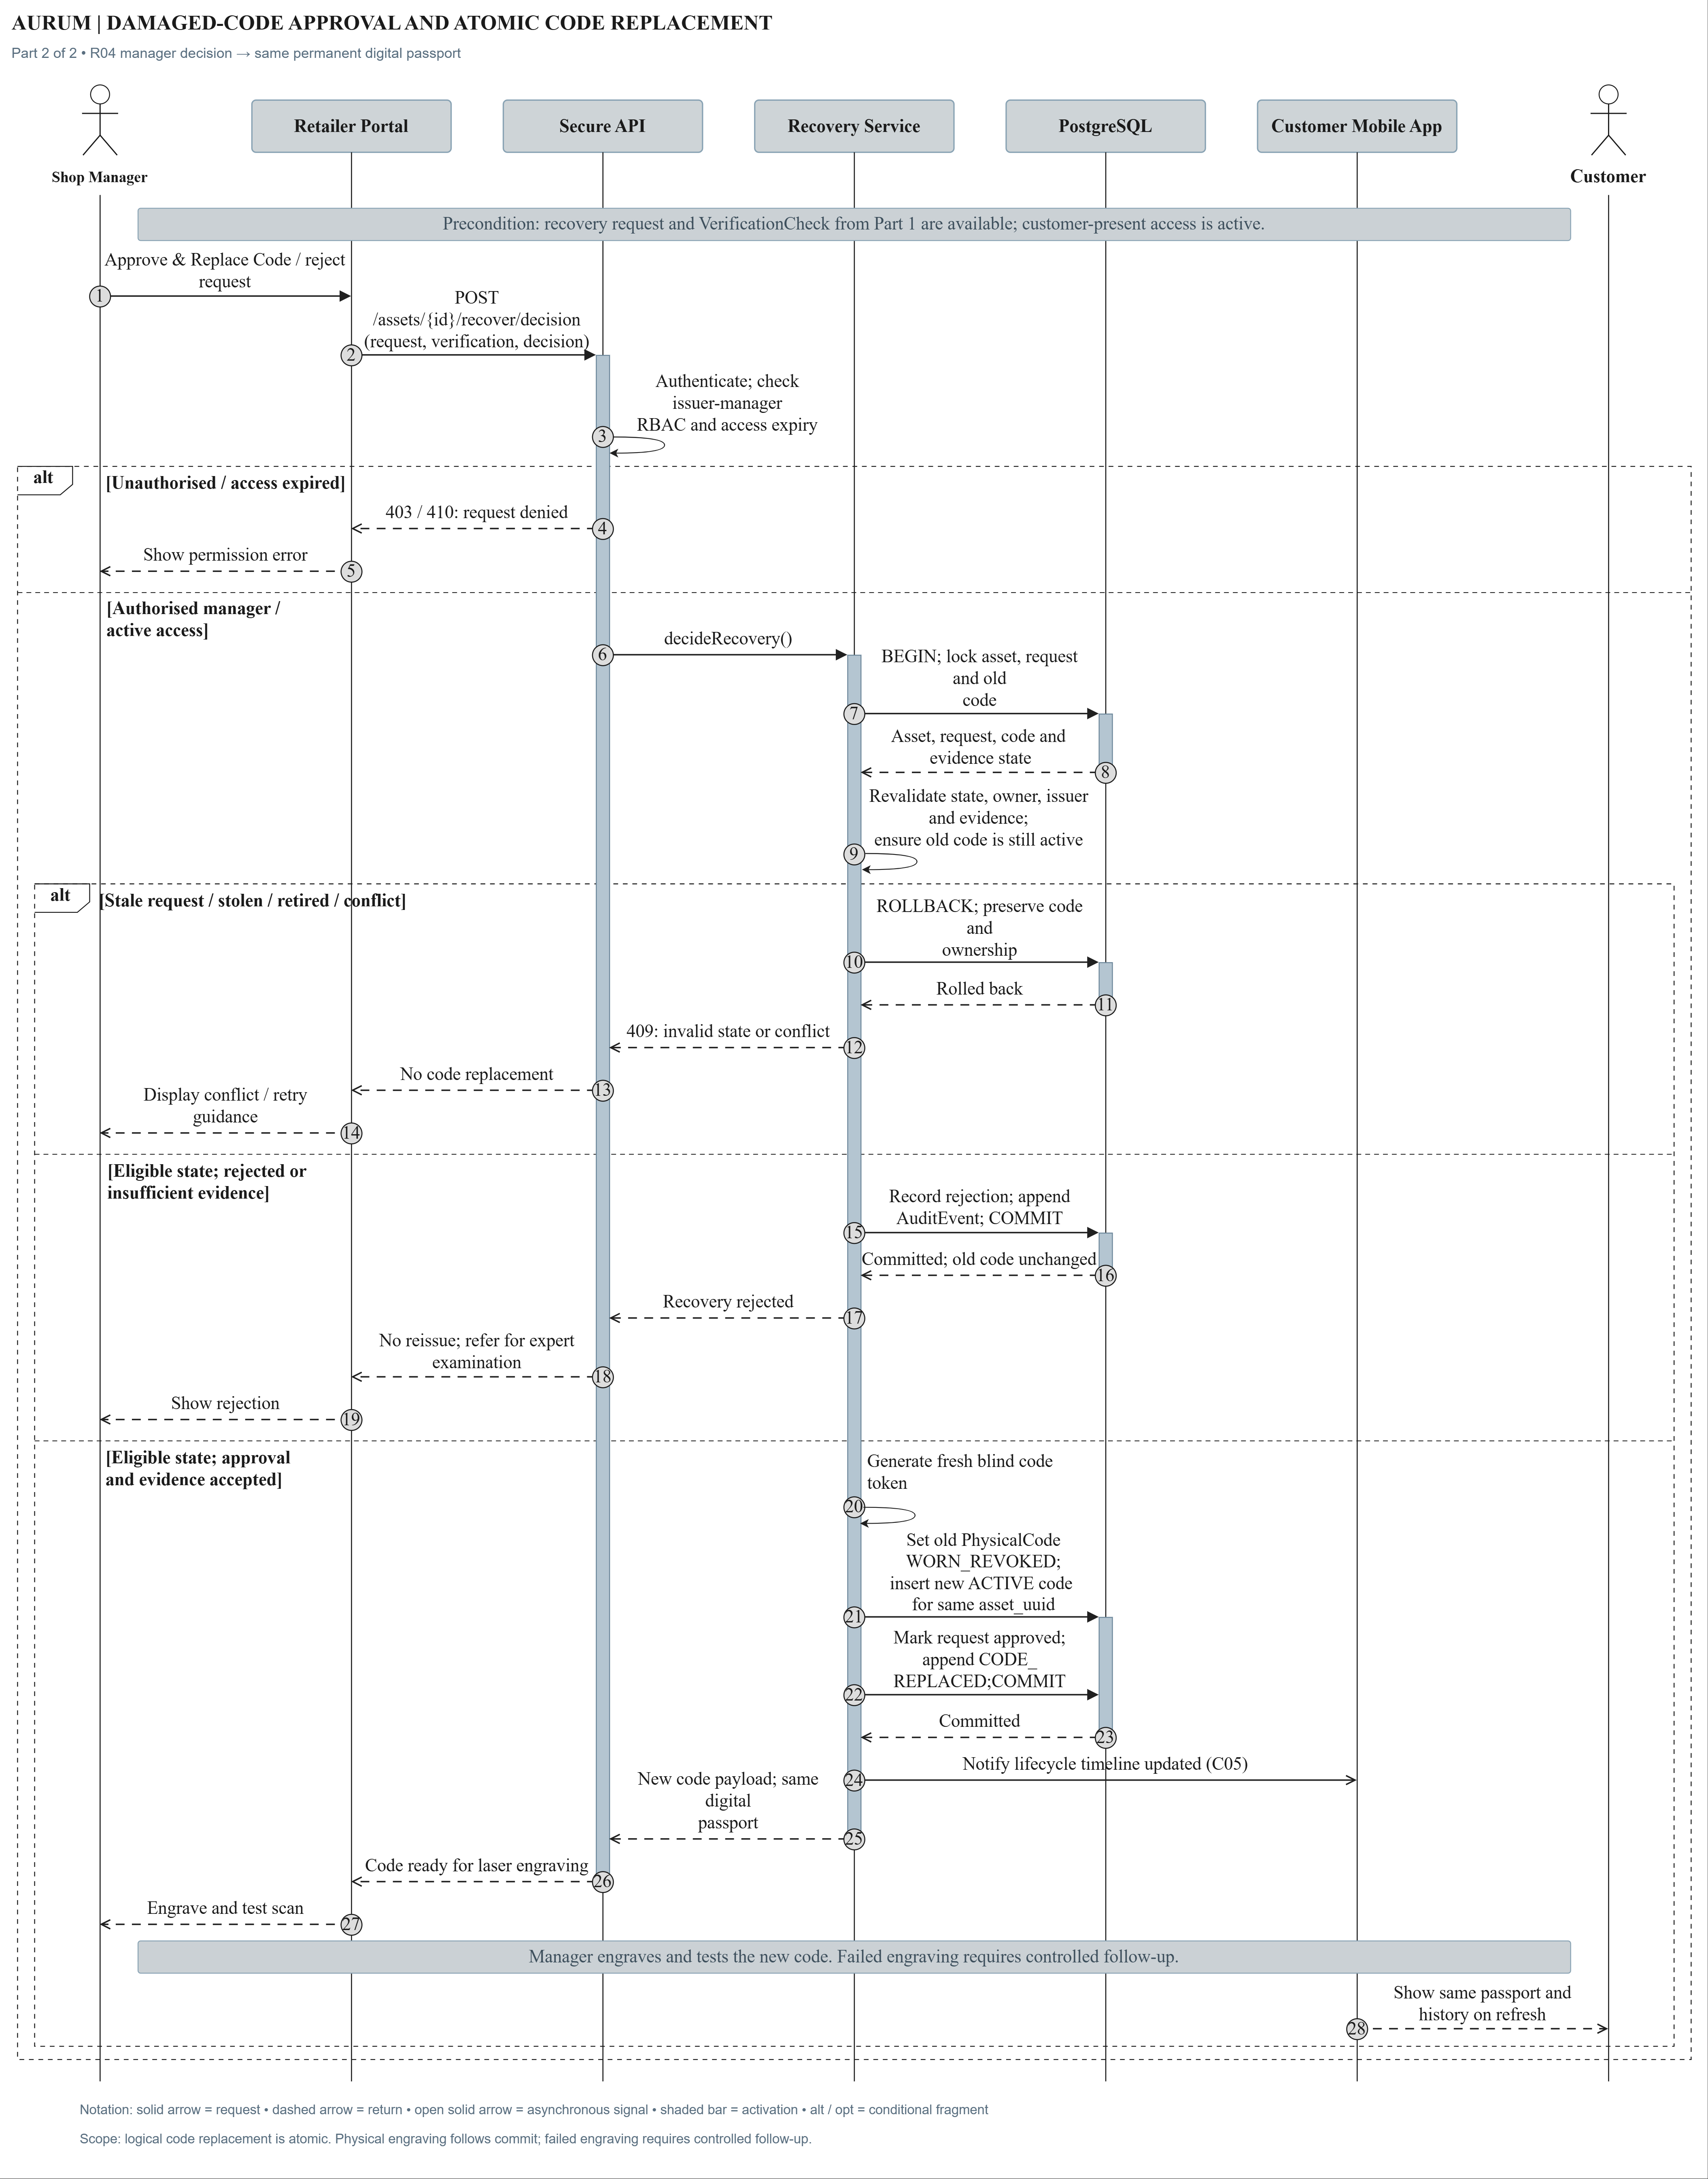 AURUM | DAMAGED-CODE APPROVAL AND ATOMIC CODE REPLACEMENT
Part 2 of 2 • R04 manager decision → same permanent digital passport
Shop Manager
Retailer Portal
Secure API
Recovery Service
PostgreSQL
Customer Mobile App
Customer
Precondition: recovery request and VerificationCheck from Part 1 are available; customer-present access is active.
Approve & Replace Code / reject
request
1
POST
/assets/{id}/recover/decision
(request, verification, decision)
2
Authenticate; check
issuer-manager
RBAC and access expiry
3
alt
[Unauthorised / access expired]
403 / 410: request denied
4
Show permission error
5
[Authorised manager /
active access]
decideRecovery()
6
BEGIN; lock asset, request
and old
code
7
Asset, request, code and
evidence state
8
Revalidate state, owner, issuer
and evidence;
ensure old code is still active
9
alt
[Stale request / stolen / retired / conflict]
ROLLBACK; preserve code
and
ownership
10
Rolled back
11
409: invalid state or conflict
12
No code replacement
13
Display conflict / retry
guidance
14
[Eligible state; rejected or
insufficient evidence]
Record rejection; append
AuditEvent; COMMIT
15
Committed; old code unchanged
16
Recovery rejected
17
No reissue; refer for expert
examination
18
Show rejection
19
[Eligible state; approval
and evidence accepted]
Generate fresh blind code
token
20
Set old PhysicalCode
WORN_REVOKED;
insert new ACTIVE code
for same asset_uuid
21
Mark request approved;
append CODE_
REPLACED;COMMIT
22
Committed
23
Notify lifecycle timeline updated (C05)
24
New code payload; same
digital
passport
25
Code ready for laser engraving
26
Engrave and test scan
27
Manager engraves and tests the new code. Failed engraving requires controlled follow-up.
Show same passport and
history on refresh
28
Notation: solid arrow = request • dashed arrow = return • open solid arrow = asynchronous signal • shaded bar = activation • alt / opt = conditional fragment
Scope: logical code replacement is atomic. Physical engraving follows commit; failed engraving requires controlled follow-up.